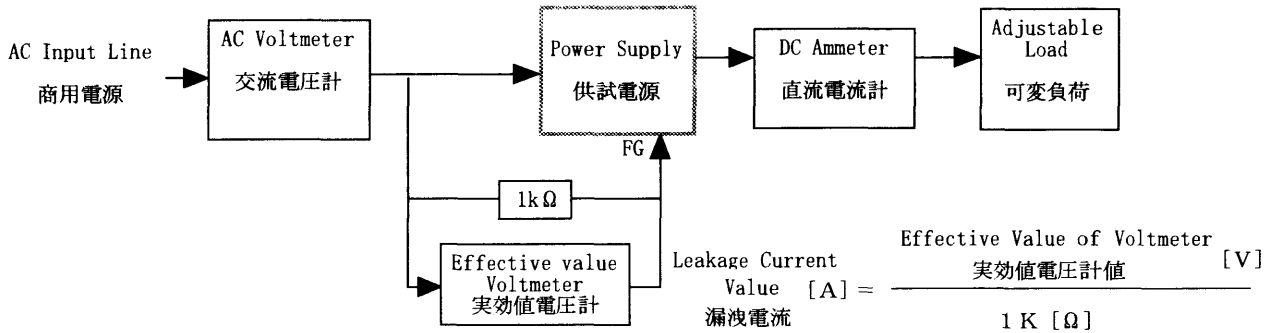 AC Input Line
商用電源
AC Voltmeter
交流電圧計
Power Supply
供試電源
DC Ammeter
直流電流計
Adjustable
Load
可変負荷
FG
1kΩ
Effective value
Voltmeter
実効値電圧計
Leakage Current
Value [A] =
漏洩電流
Effective Value of Voltmeter [V]
実効値電圧計値
1 K [Ω]